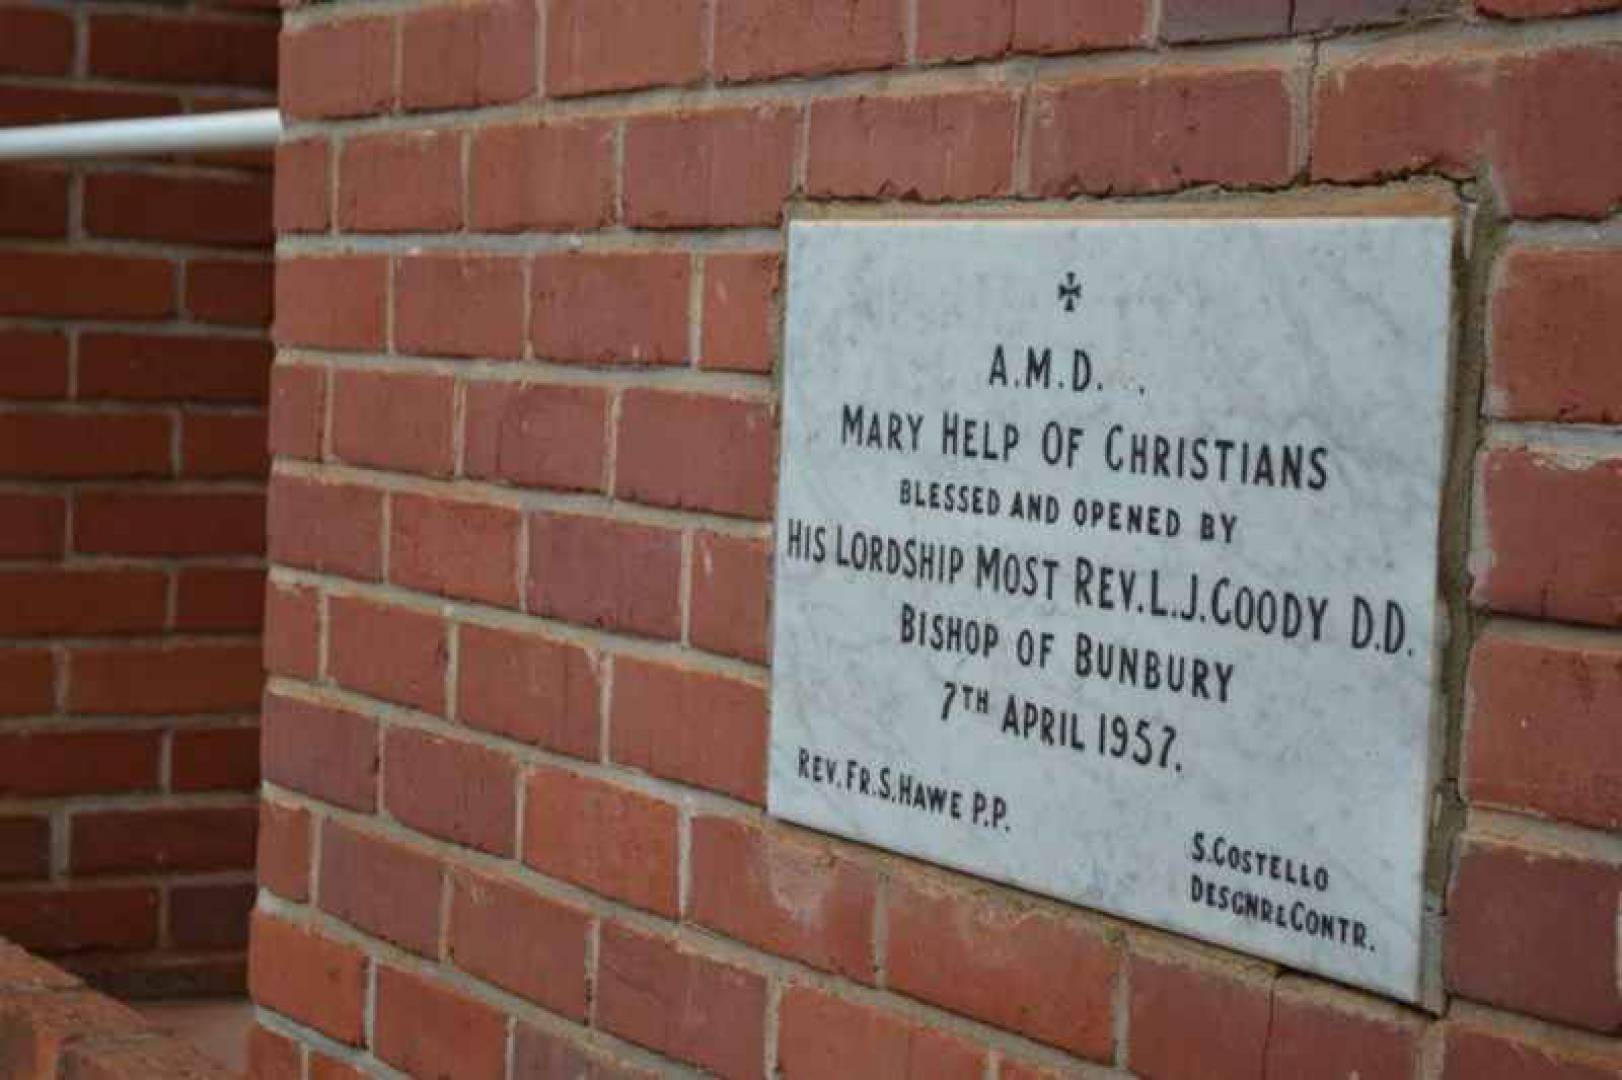 A.M.D. .
MARY HELP OF CHRISTIANS
BLESSED AND OPENED BY
HIS LORDSHIP MOST REV. L. J. GOODY D.D.
BISHOP OF BUNBURY
7TH APRIL 1957.
REV. FR. S. HAWE P.P.
S. COSTELLO
DESGNR & CONTR.